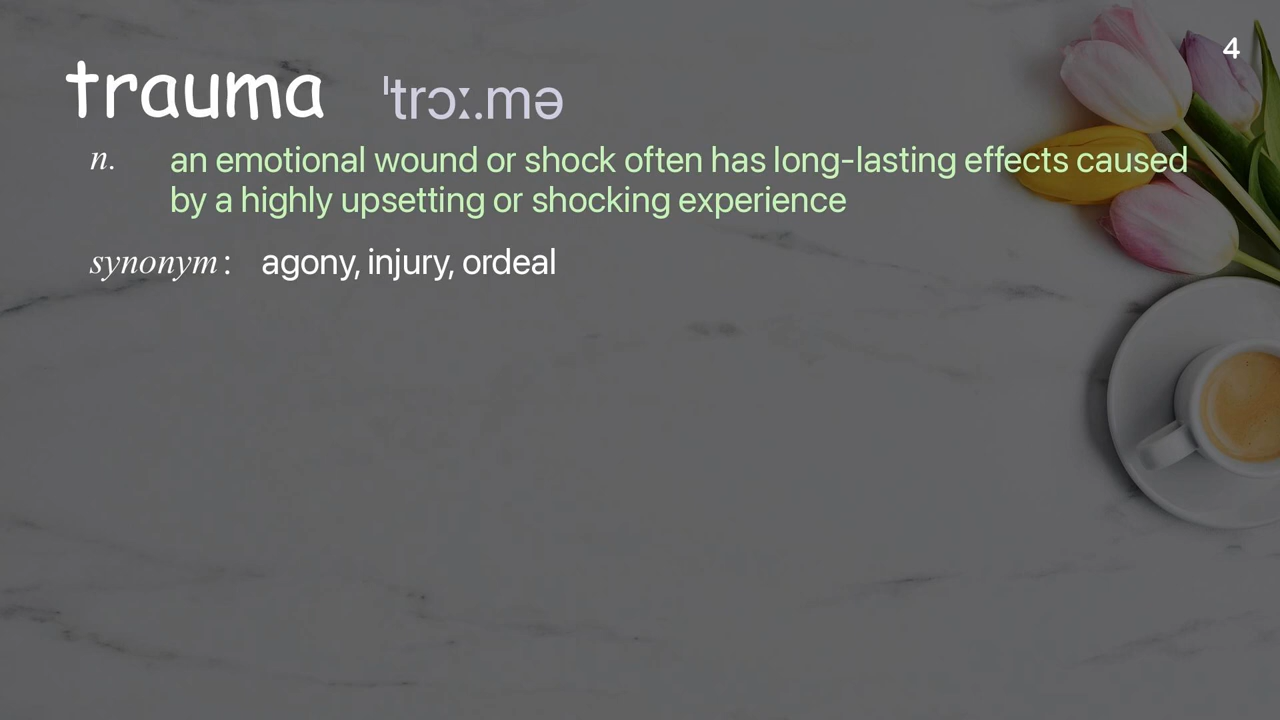 4
trauma ˈtrɔː.mə
n. an emotional wound or shock often has long-lasting effects caused
by a highly upsetting or shocking experience
synonym: agony, injury, ordeal